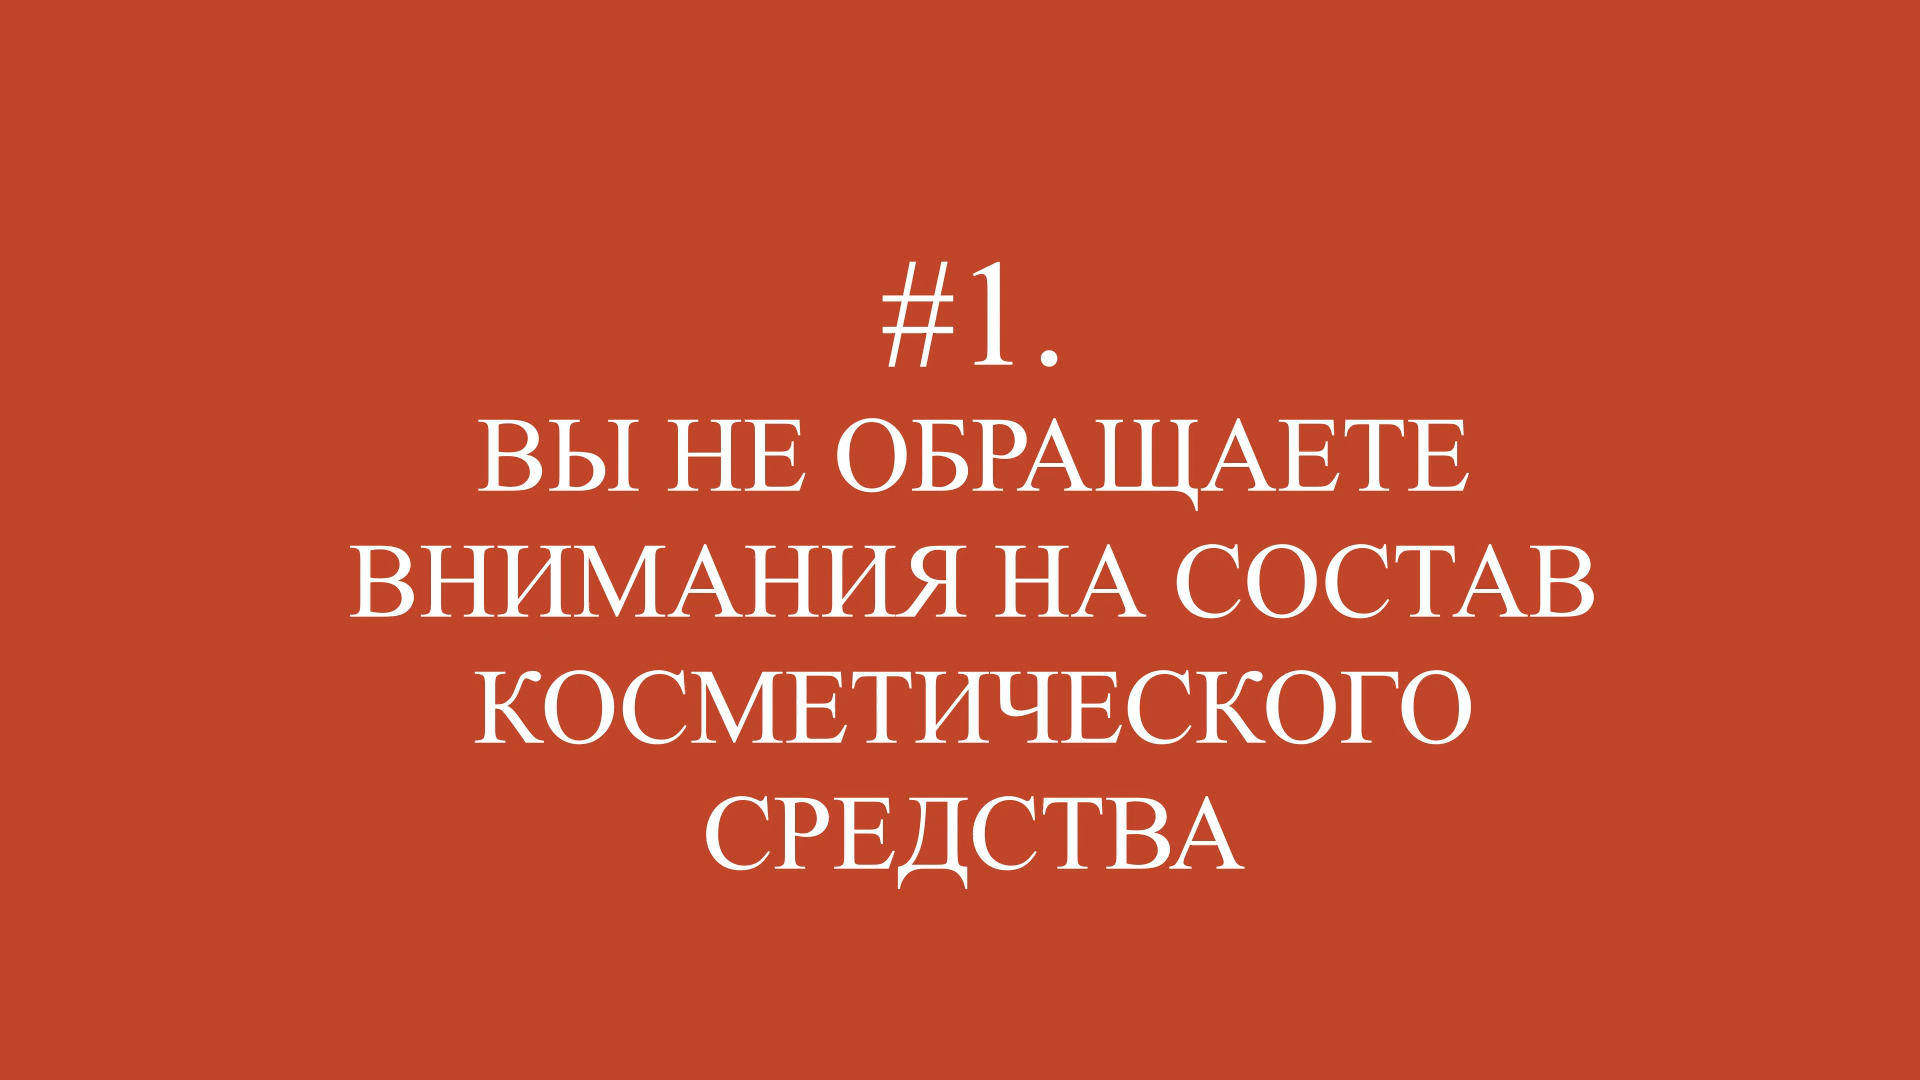 #1.
ВЫ НЕ ОБРАЩАЕТЕ
ВНИМАНИЯ НА СОСТАВ
КОСМЕТИЧЕСКОГО
СРЕДСТВА